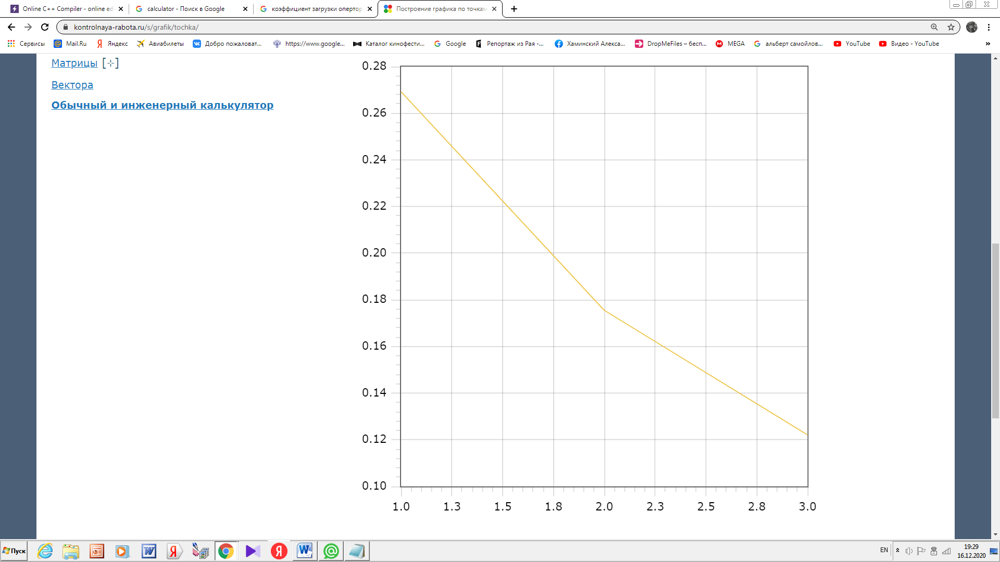 Online C++ Compiler - online ed
calculator - Поиск в Google
коэффициент загрузки опертор
Построение графика по точкам
kontrolnaya-rabota.ru/s/grafik/tochka/
Сервисы
Mail.Ru
Яндекс
Авиабилеты
Добро пожаловат...
https://www.google...
Каталог кинофести...
Google
Репортаж из Рая -...
Хаминский Алекса...
DropMeFiles – бесп...
MEGA
альберт самойлов...
YouTube
Видео - YouTube
»
Матрицы [-:-]
Вектора
Обычный и инженерный калькулятор
0.28
0.26
0.24
0.22
0.20
0.18
0.16
0.14
0.12
0.10
1.0 1.3 1.5 1.8 2.0 2.3 2.5 2.8 3.0
Пуск
EN
19:29
16.12.2020